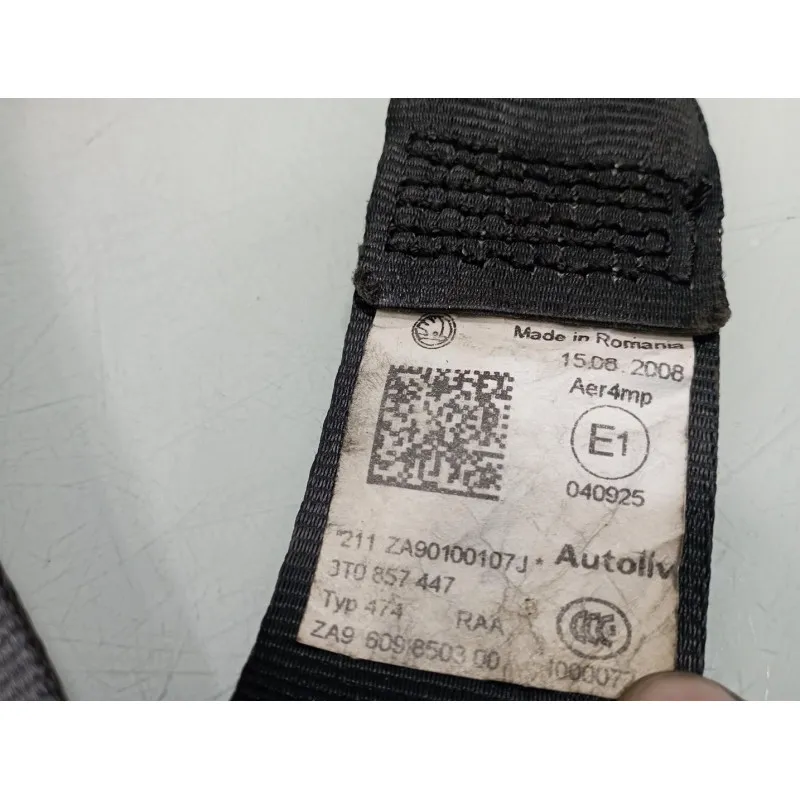 Made in Romania
15.08.2008
Aer4mp
E1
040925
*211 ZA90100107J* Autoliv
3T0 857 447
Typ 474 RAA CCC
ZA9 609 8503 00 100007